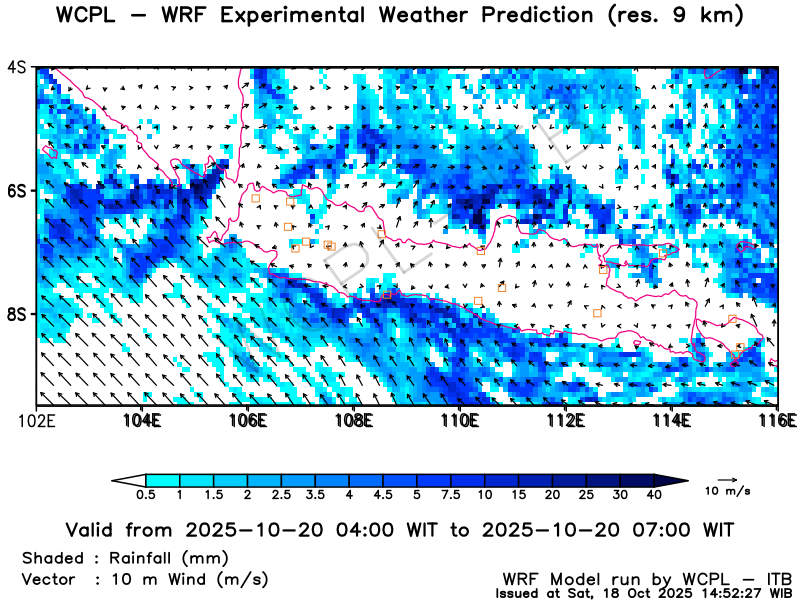 WCPL – WRF Experimental Weather Prediction (res. 9 km)
4S
6S
8S
102E 104E 106E 108E 110E 112E 114E 116E
0.5 1 1.5 2 2.5 3.5 4 4.5 5 7.5 10 15 20 25 30 40
10 m/s
Valid from 2025–10–20 04:00 WIT to 2025–10–20 07:00 WIT
Shaded : Rainfall (mm)
Vector : 10 m Wind (m/s)
WRF Model run by WCPL – ITB
Issued at Sat, 18 Oct 2025 14:52:27 WIB